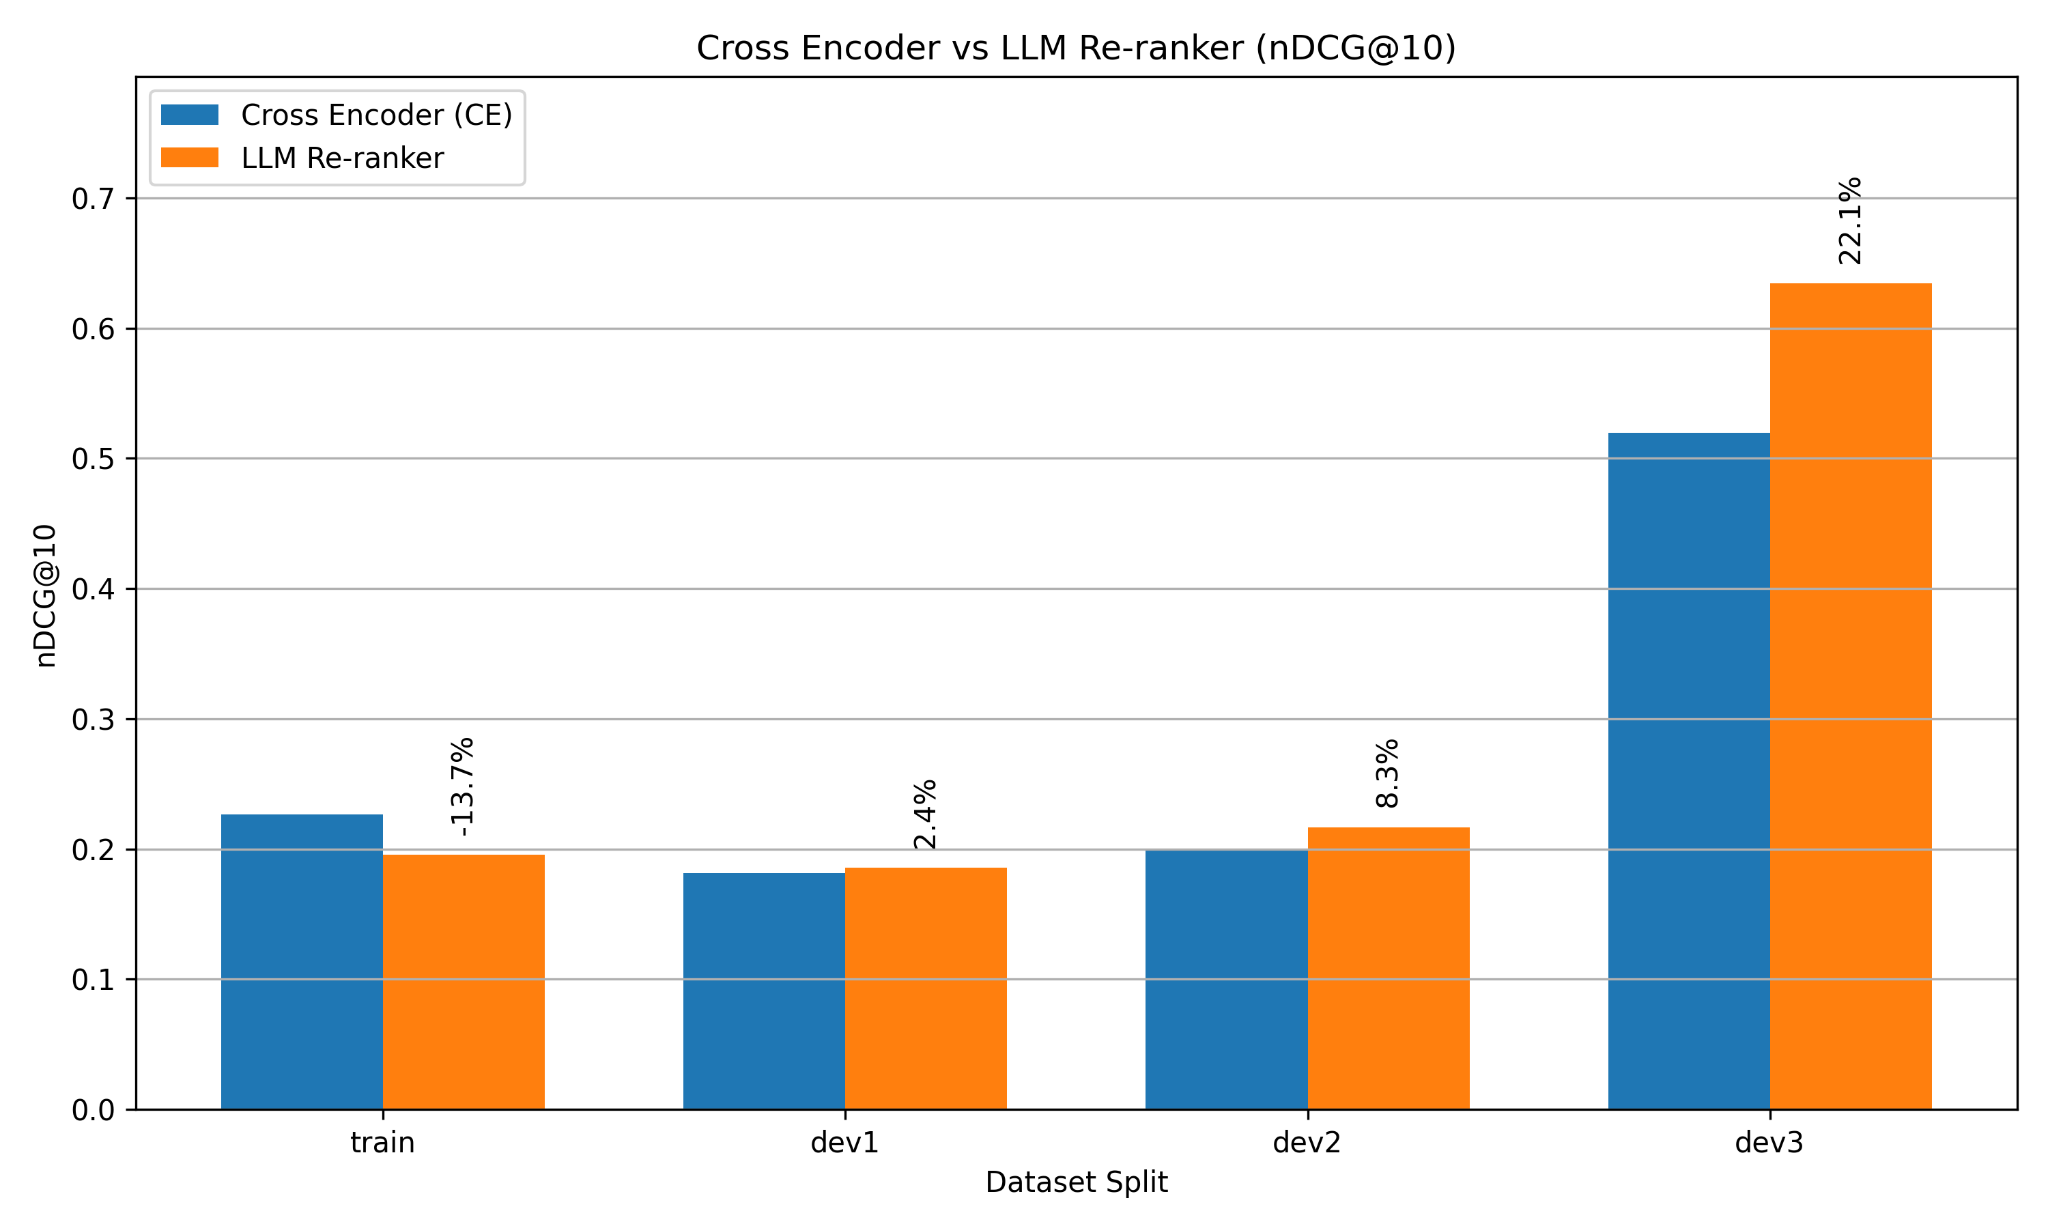 Cross Encoder vs LLM Re-ranker (nDCG@10)
Cross Encoder (CE)
LLM Re-ranker
nDCG@10
0.7
0.6
0.5
0.4
0.3
0.2
0.1
0.0
-13.7%
2.4%
8.3%
22.1%
train
dev1
dev2
dev3
Dataset Split